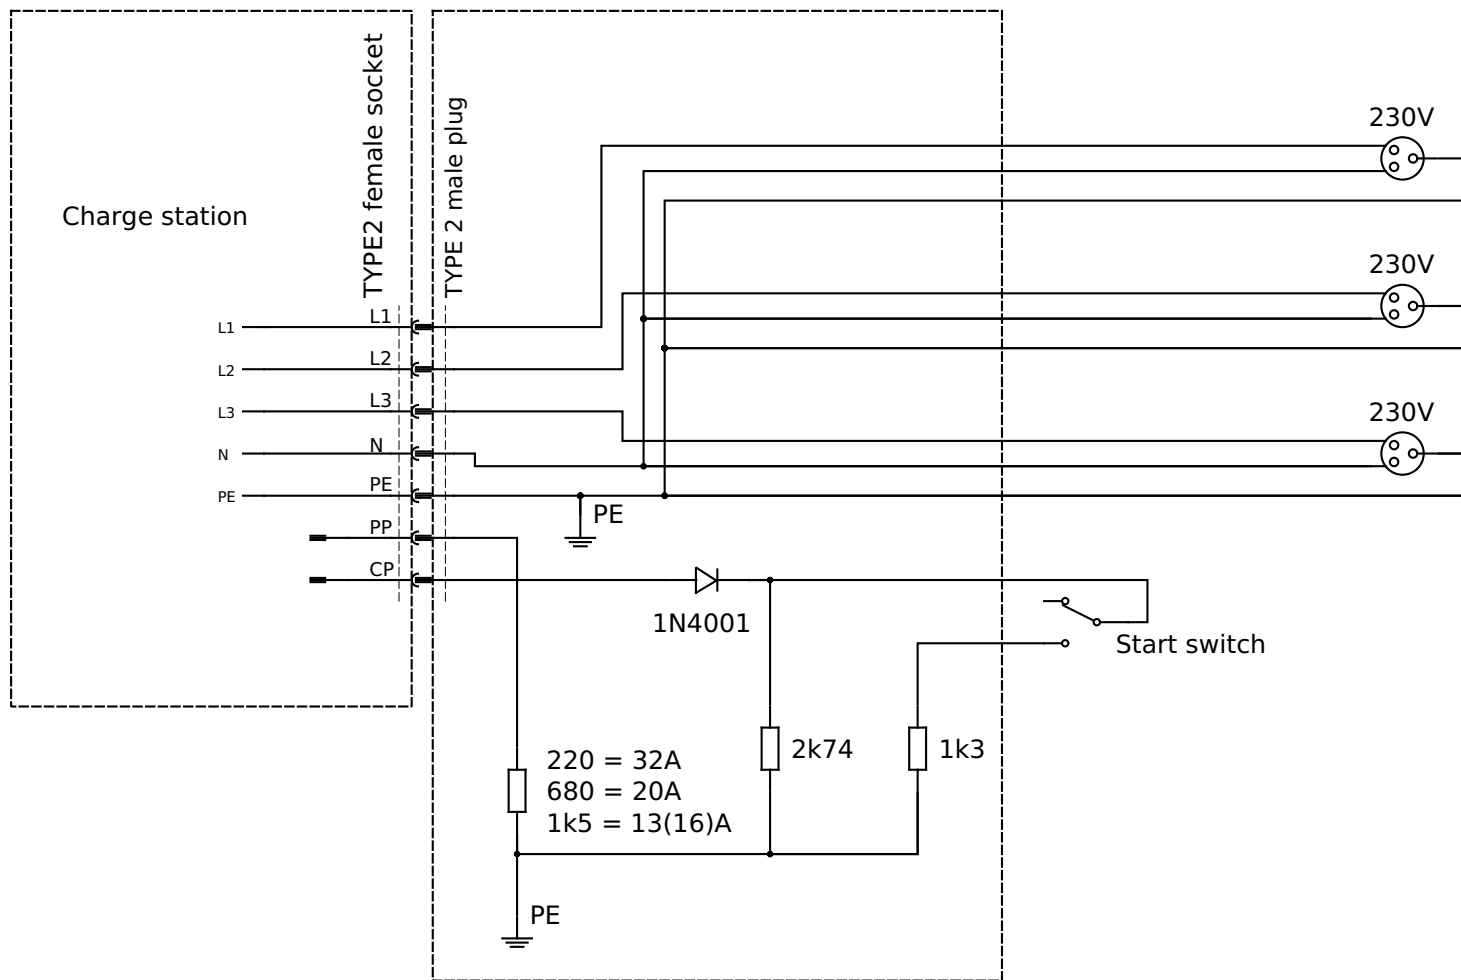 TYPE2 female socket
TYPE 2 male plug
Charge station
230V
230V
230V
L1
L1
L2
L2
L3
L3
N
N
PE
PE
PP
CP
PE
1N4001
Start switch
2k74
1k3
220 = 32A
680 = 20A
1k5 = 13(16)A
PE